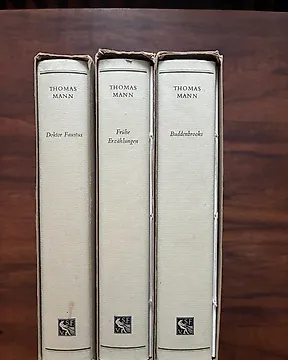 THOMAS
MANN
Doktor Faustus
THOMAS
MANN
Frühe
Erzählungen
THOMAS
MANN
Buddenbrooks